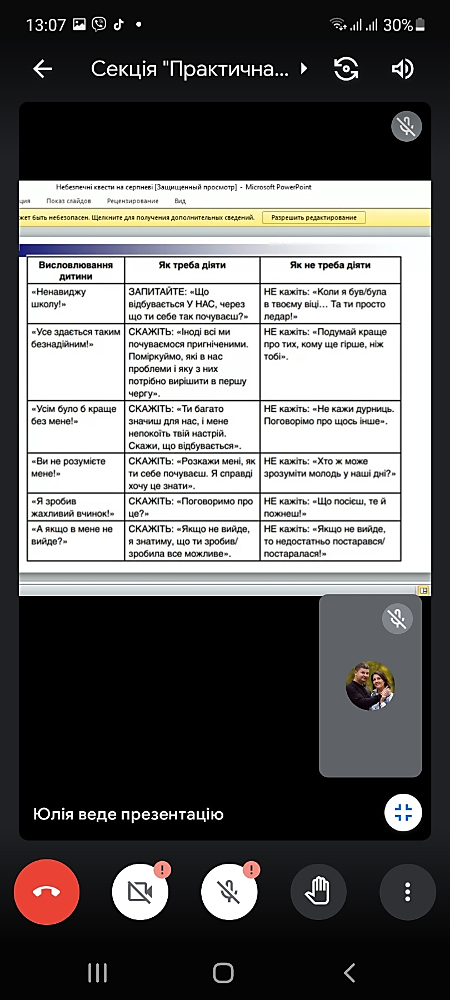 13:07
30%
Секція "Практична...
Небезпечні квести на серпневі [Защищенный просмотр] - Microsoft PowerPoint
ция Показ слайдов Рецензирование Вид
жет быть небезопасен. Щелкните для получения дополнительных сведений. Разрешить редактирование
Висловлювання
дитини
Як треба діяти
Як не треба діяти
«Ненавиджу
школу!»
ЗАПИТАЙТЕ: «Що
відбувається У НАС, через
що ти себе так почуваєш?»
НЕ кажіть: «Коли я був/була
в твоєму віці... Та ти просто
ледар!»
«Усе здається таким
безнадійним!»
СКАЖІТЬ: «Іноді всі ми
почуваємося пригніченими.
Поміркуймо, які в нас
проблеми і яку з них
потрібно вирішити в першу
чергу».
НЕ кажіть: «Подумай краще
про тих, кому ще гірше, ніж
тобі».
«Усім було б краще
без мене!»
СКАЖІТЬ: «Ти багато
значиш для нас, і мене
непокоїть твій настрій.
Скажи, що відбувається».
НЕ кажіть: «Не кажи дурниць.
Поговорімо про щось інше».
«Ви не розумієте
мене!»
СКАЖІТЬ: «Розкажи мені, як
ти себе почуваєш. Я справді
хочу це знати».
НЕ кажіть: «Хто ж може
зрозуміти молодь у наші дні?»
«Я зробив
жахливий вчинок!»
СКАЖІТЬ: «Поговоримо про
це?»
НЕ кажіть: «Що посієш, те й
пожнеш!»
«А якщо в мене не
вийде?»
СКАЖІТЬ: «Якщо не вийде,
я знатиму, що ти зробив/
зробила все можливе».
НЕ кажіть: «Якщо не вийде,
то недостатньо постарався/
постаралася!»
Юлія веде презентацію